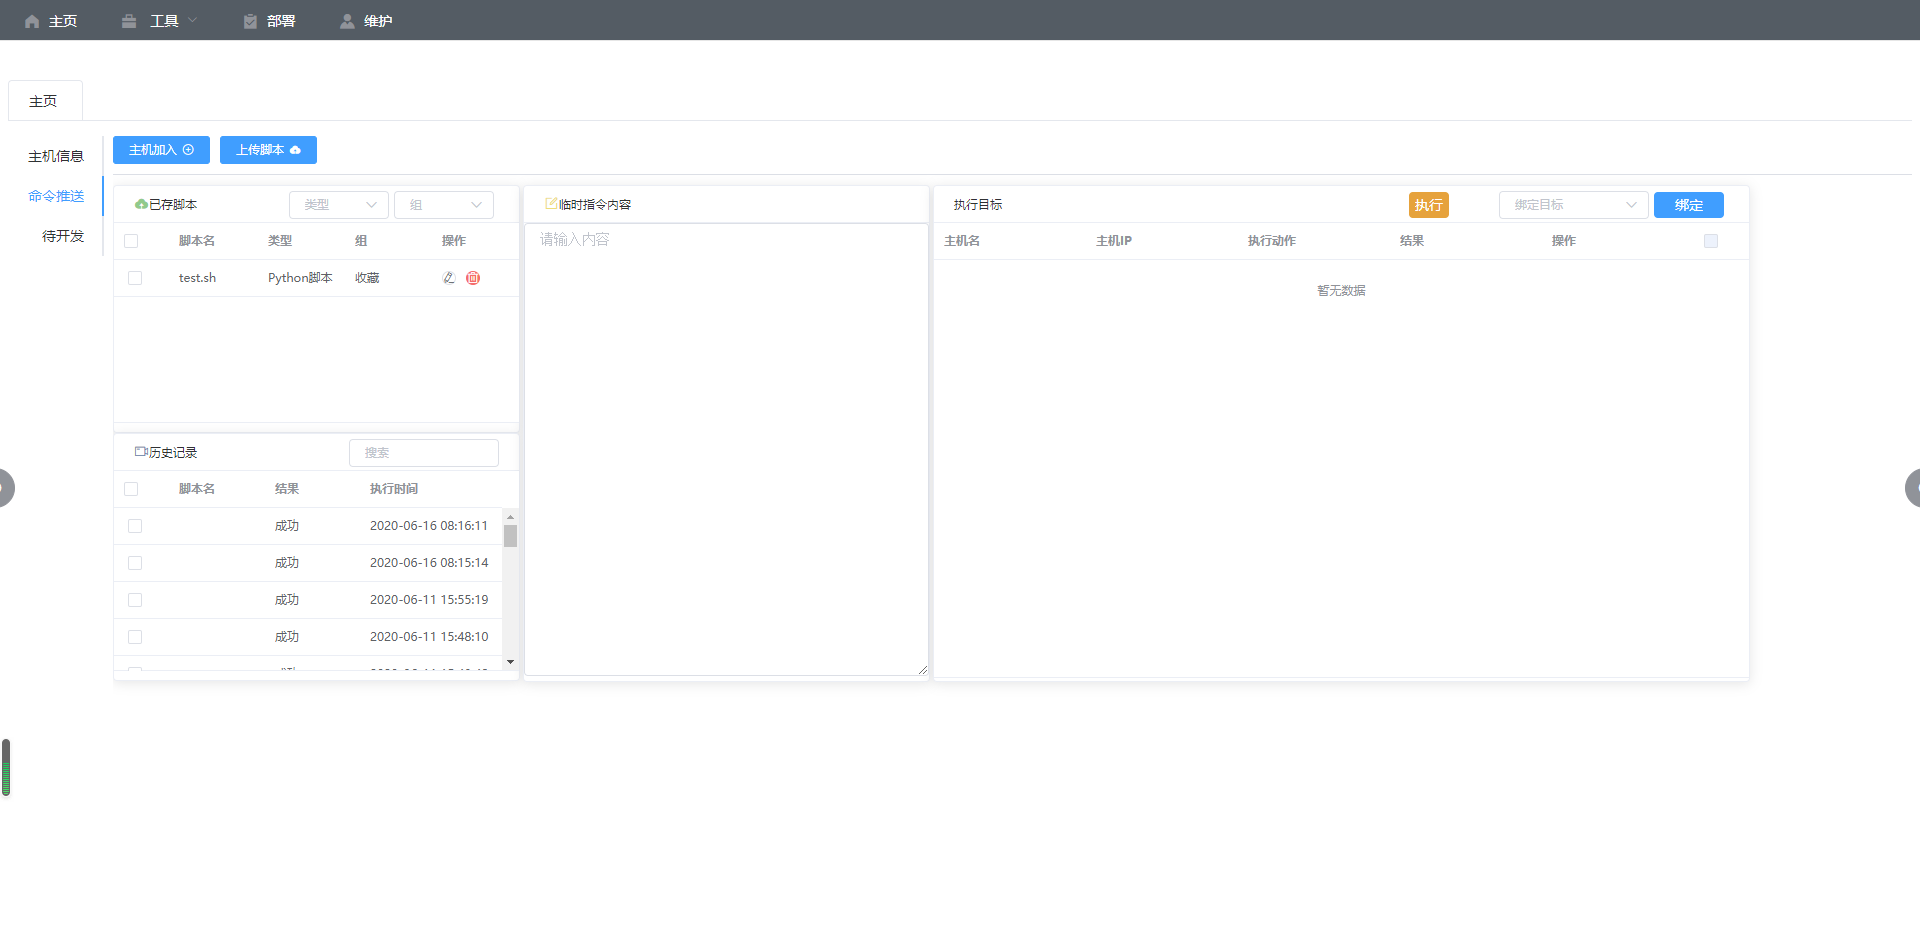 主页 工具 部署 维护
主页
主机信息
命令推送
待开发
主机加入 上传脚本
已存脚本 类型 组
脚本名 类型 组 操作
test.sh Python脚本 收藏
历史记录 搜索
脚本名 结果 执行时间
成功 2020-06-16 08:16:11
成功 2020-06-16 08:15:14
成功 2020-06-11 15:55:19
成功 2020-06-11 15:48:10
临时指令内容
请输入内容
执行目标 执行 绑定目标 绑定
主机名 主机IP 执行动作 结果 操作
暂无数据